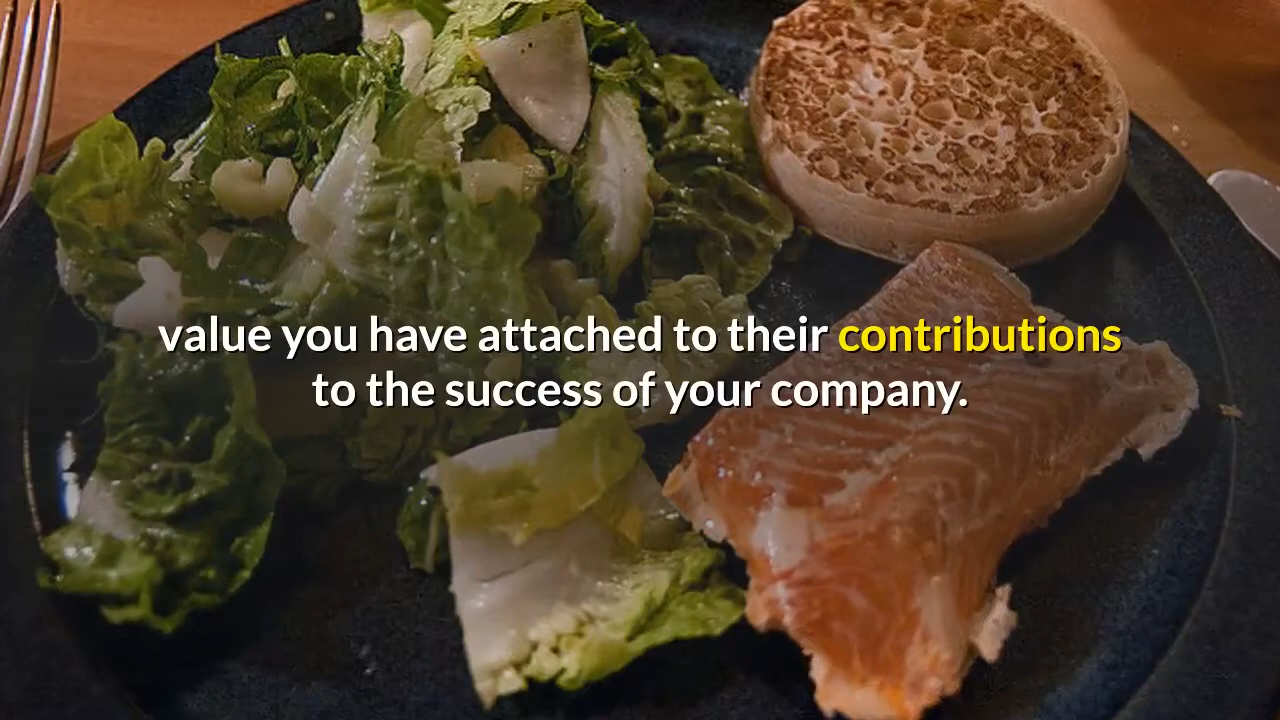 value you have attached to their contributions
to the success of your company.